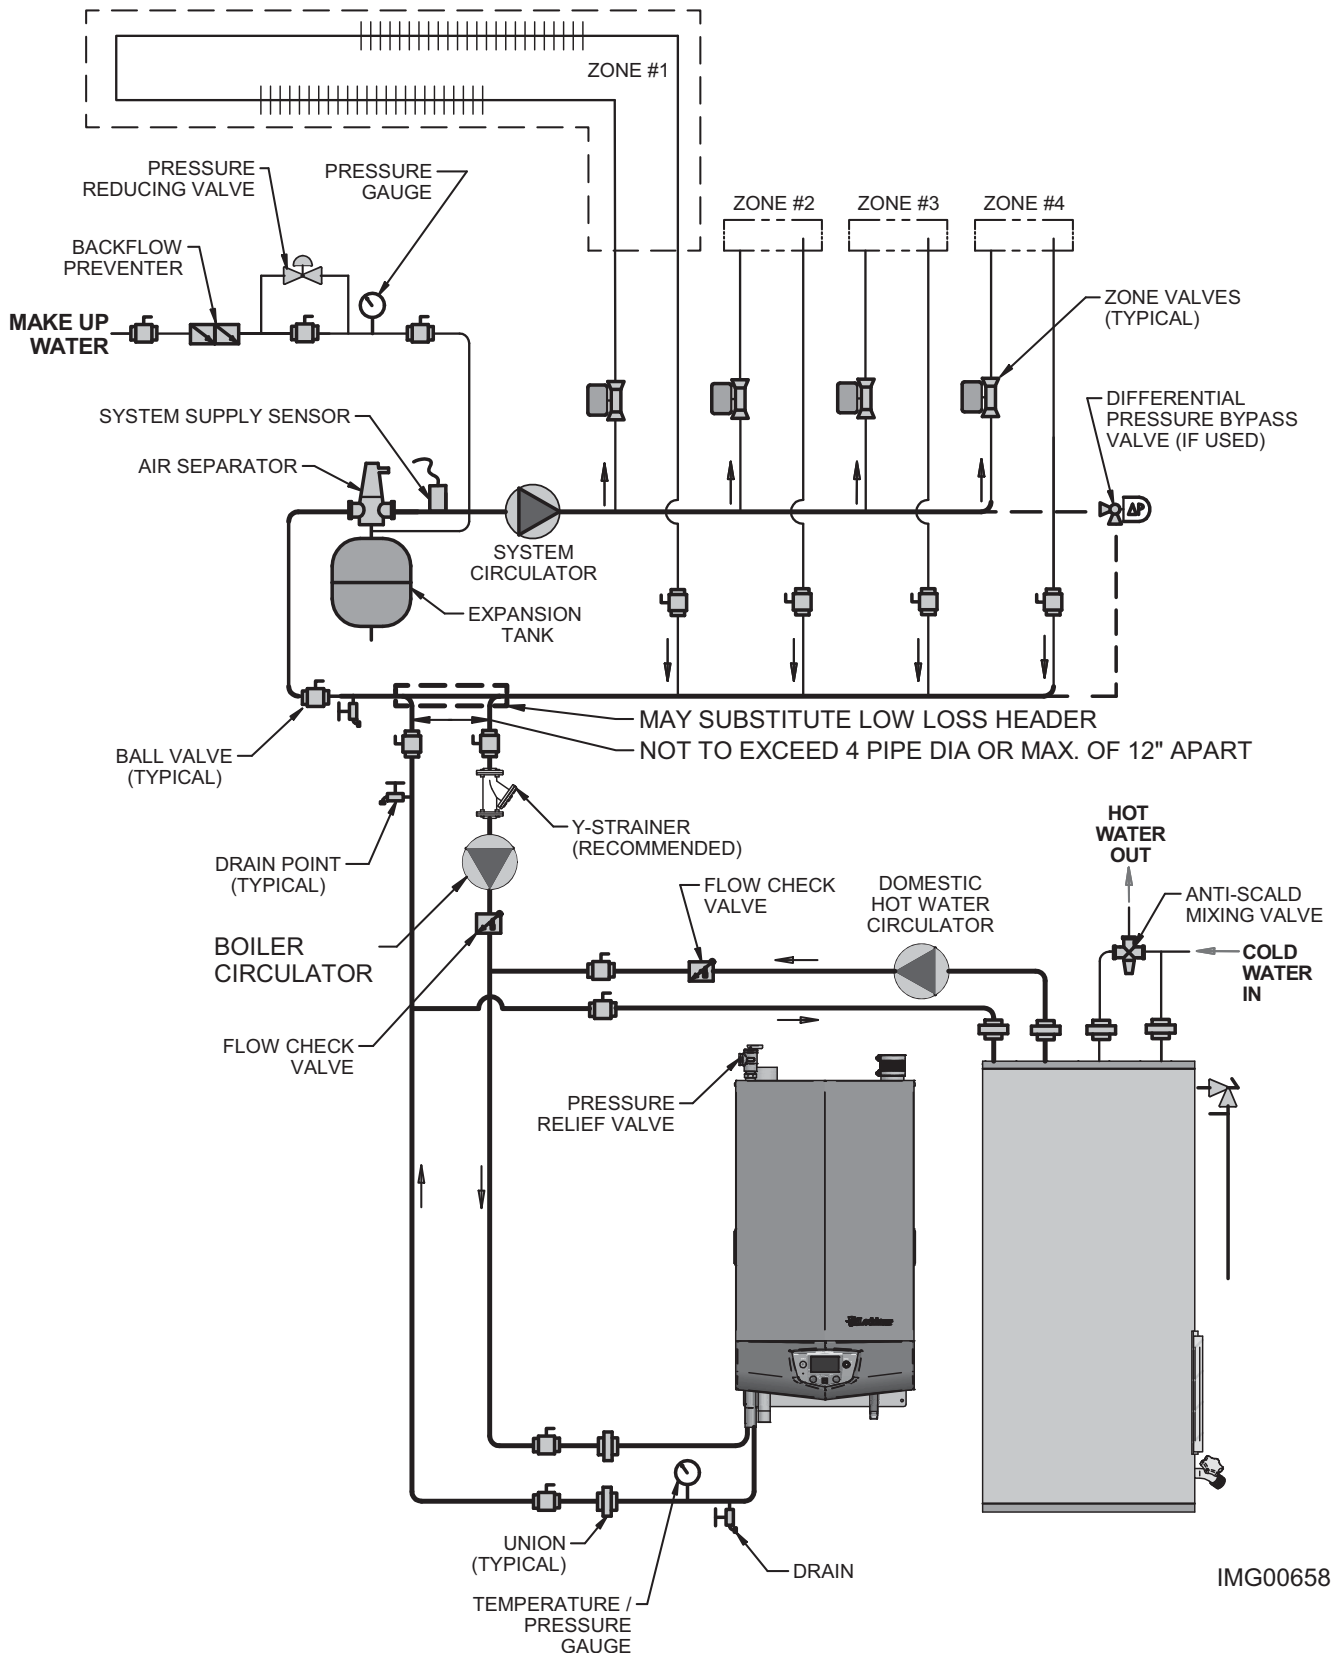 ZONE #1
PRESSURE
REDUCING VALVE
PRESSURE
GAUGE
ZONE #2
ZONE #3
ZONE #4
BACKFLOW
PREVENTER
ZONE VALVES
(TYPICAL)
MAKE UP
WATER
DIFFERENTIAL
PRESSURE BYPASS
VALVE (IF USED)
SYSTEM SUPPLY SENSOR
AIR SEPARATOR
ΔP
SYSTEM
CIRCULATOR
EXPANSION
TANK
MAY SUBSTITUTE LOW LOSS HEADER
NOT TO EXCEED 4 PIPE DIA OR MAX. OF 12" APART
BALL VALVE
(TYPICAL)
Y-STRAINER
(RECOMMENDED)
HOT
WATER
OUT
DRAIN POINT
(TYPICAL)
FLOW CHECK
VALVE
DOMESTIC
HOT WATER
CIRCULATOR
ANTI-SCALD
MIXING VALVE
BOILER
CIRCULATOR
COLD
WATER
IN
FLOW CHECK
VALVE
PRESSURE
RELIEF VALVE
Lochinvar
UNION
(TYPICAL)
DRAIN
TEMPERATURE /
PRESSURE
GAUGE
IMG00658